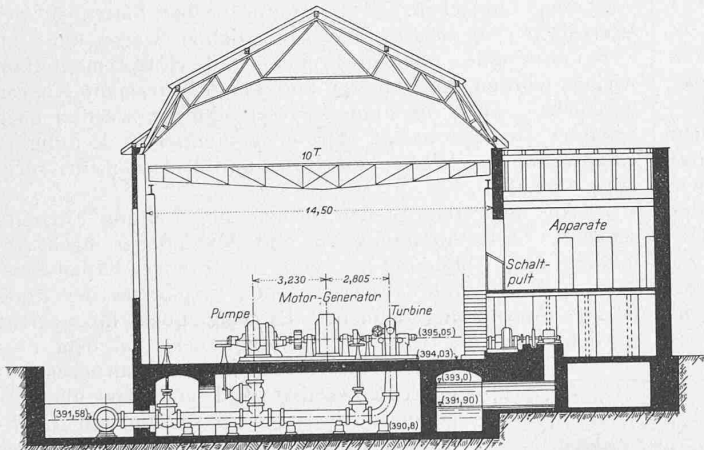 10T.
14,50
Apparate
Schalt-
pult
3,230
2,805
Motor-Generator
Pumpe
Turbine
(395,05)
(394,03)
(393,0)
(391,90)
(391,58)
(390,8)